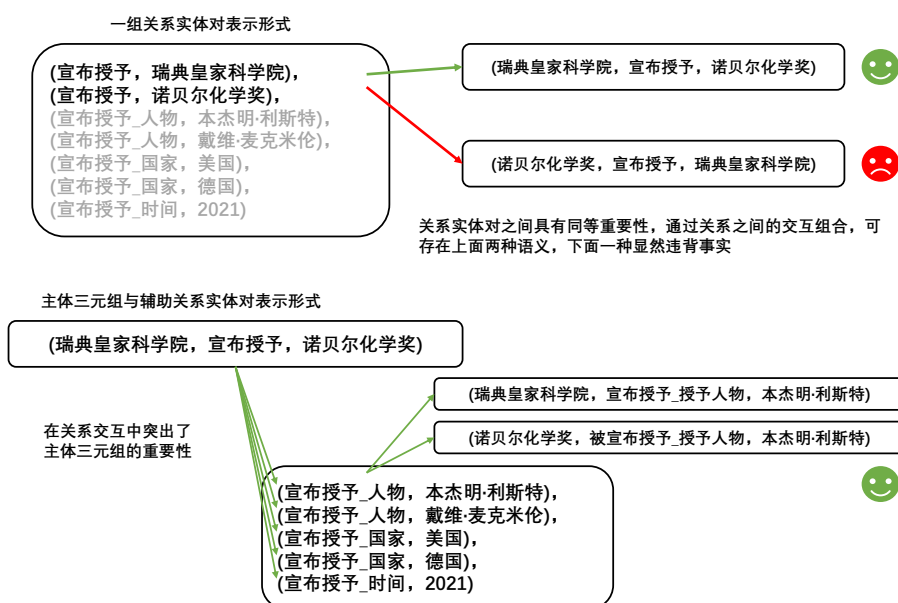 一组关系实体对表示形式
(宣布授予，瑞典皇家科学院)，
(宣布授予，诺贝尔化学奖)，
(宣布授予_人物，本杰明·利斯特)，
(宣布授予_人物，戴维·麦克米伦)，
(宣布授予_国家，美国)，
(宣布授予_国家，德国)，
(宣布授予_时间，2021)
(瑞典皇家科学院，宣布授予，诺贝尔化学奖)
(诺贝尔化学奖，宣布授予，瑞典皇家科学院)
关系实体对之间具有同等重要性，通过关系之间的交互组合，可
存在上面两种语义，下面一种显然违背事实
主体三元组与辅助关系实体对表示形式
(瑞典皇家科学院，宣布授予，诺贝尔化学奖)
在关系交互中突出了
主体三元组的重要性
(瑞典皇家科学院，宣布授予_授予人物，本杰明·利斯特)
(诺贝尔化学奖，被宣布授予_授予人物，本杰明·利斯特)
(宣布授予_人物，本杰明·利斯特)，
(宣布授予_人物，戴维·麦克米伦)，
(宣布授予_国家，美国)，
(宣布授予_国家，德国)，
(宣布授予_时间，2021)